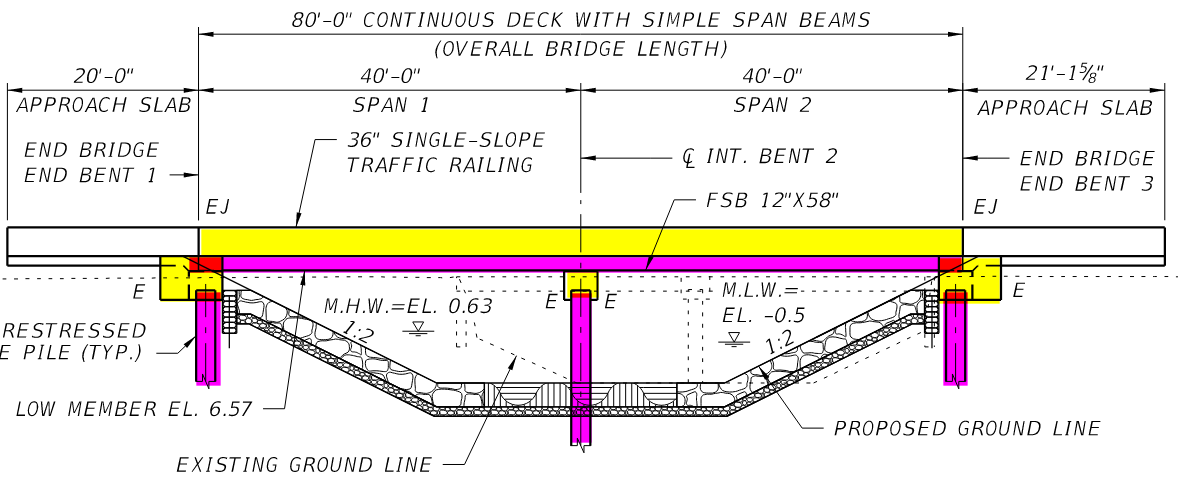 80'-0" CONTINUOUS DECK WITH SIMPLE SPAN BEAMS
(OVERALL BRIDGE LENGTH)
20'-0"
APPROACH SLAB
40'-0"
SPAN 1
40'-0"
SPAN 2
21'-1⅝"
APPROACH SLAB
END BRIDGE
END BENT 1
36" SINGLE-SLOPE
TRAFFIC RAILING
℄ INT. BENT 2
END BRIDGE
END BENT 3
FSB 12"X58"
EJ
EJ
E
E
E
E
M.H.W.=EL. 0.63
M.L.W.=
EL. -0.5
1:2
1:2
RESTRESSED
E PILE (TYP.)
LOW MEMBER EL. 6.57
PROPOSED GROUND LINE
EXISTING GROUND LINE